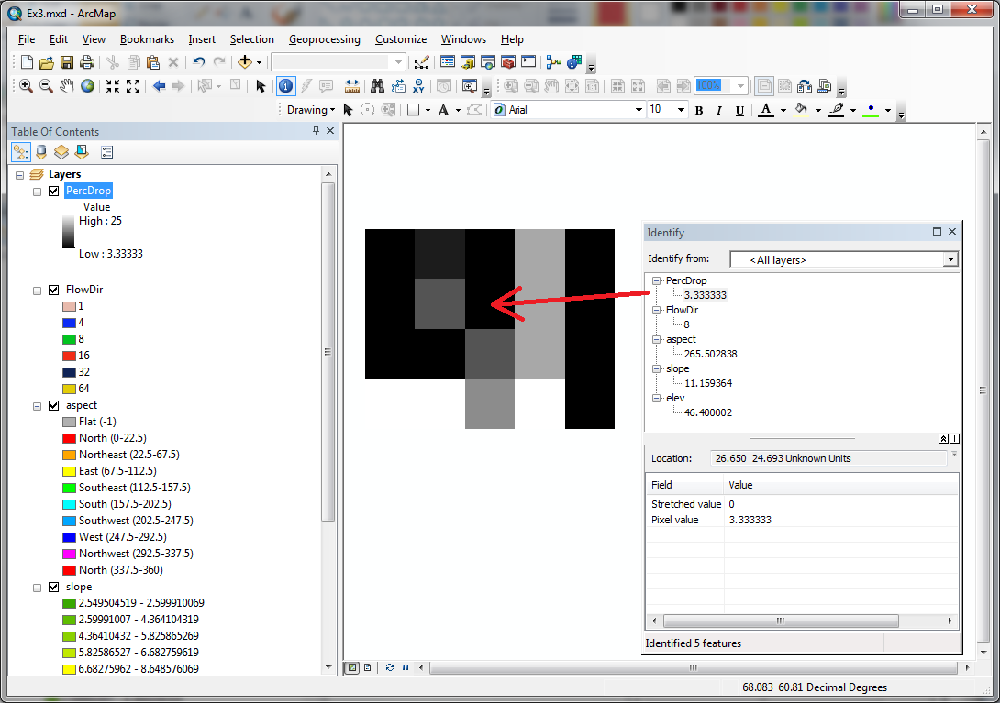 Ex3.mxd - ArcMap
File Edit View Bookmarks Insert Selection Geoprocessing Customize Windows Help
100%
Drawing A Arial 10 B I U A
Table Of Contents
Layers
PercDrop
Value
High : 25
Low : 3.33333
FlowDir
1
4
8
16
32
64
aspect
Flat (-1)
North (0-22.5)
Northeast (22.5-67.5)
East (67.5-112.5)
Southeast (112.5-157.5)
South (157.5-202.5)
Southwest (202.5-247.5)
West (247.5-292.5)
Northwest (292.5-337.5)
North (337.5-360)
slope
2.549504519 - 2.599910069
2.59991007 - 4.364104319
4.36410432 - 5.825865269
5.82586527 - 6.682759619
6.68275962 - 8.648576069
Identify
Identify from: <All layers>
PercDrop
3.333333
FlowDir
8
aspect
265.502838
slope
11.159364
elev
46.400002
Location: 26.650 24.693 Unknown Units
Field Value
Stretched value 0
Pixel value 3.333333
Identified 5 features
68.083 60.81 Decimal Degrees